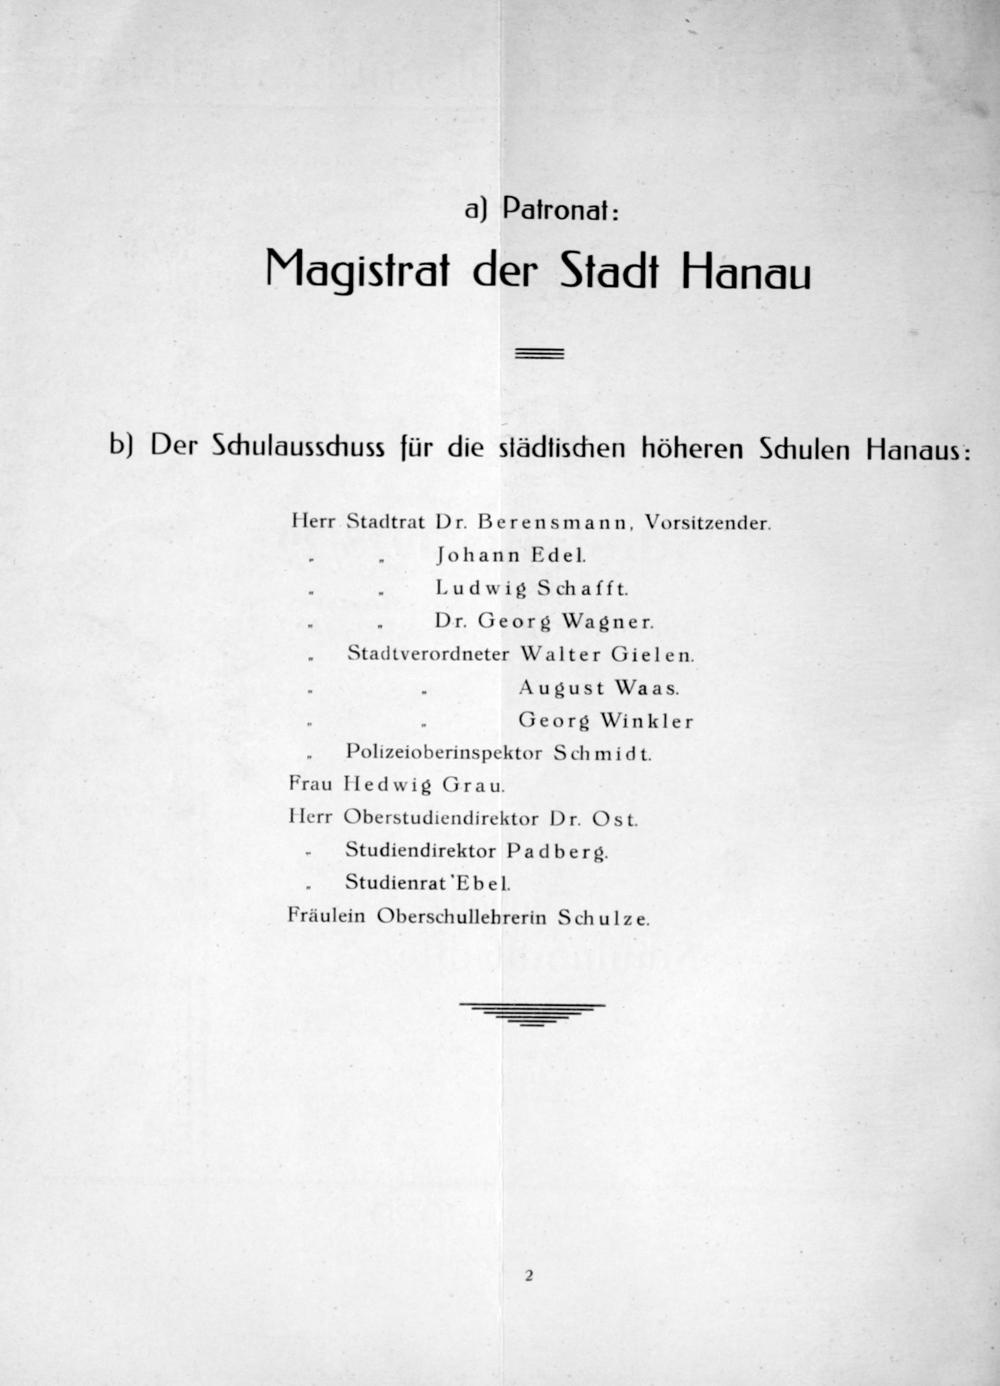 a) Patronat:
Magistrat der Stadt Hanau
b) Der Schulausschuss für die städtischen höheren Schulen Hanaus:
Herr Stadtrat Dr. Berensmann, Vorsitzender.
„ „ Johann Edel.
„ „ Ludwig Schafft.
„ „ Dr. Georg Wagner.
„ Stadtverordneter Walter Gielen.
„ „ August Waas.
„ „ Georg Winkler
„ Polizeioberinspektor Schmidt.
Frau Hedwig Grau.
Herr Oberstudiendirektor Dr. Ost.
„ Studiendirektor Padberg.
„ Studienrat Ebel.
Fräulein Oberschullehrerin Schulze.
2